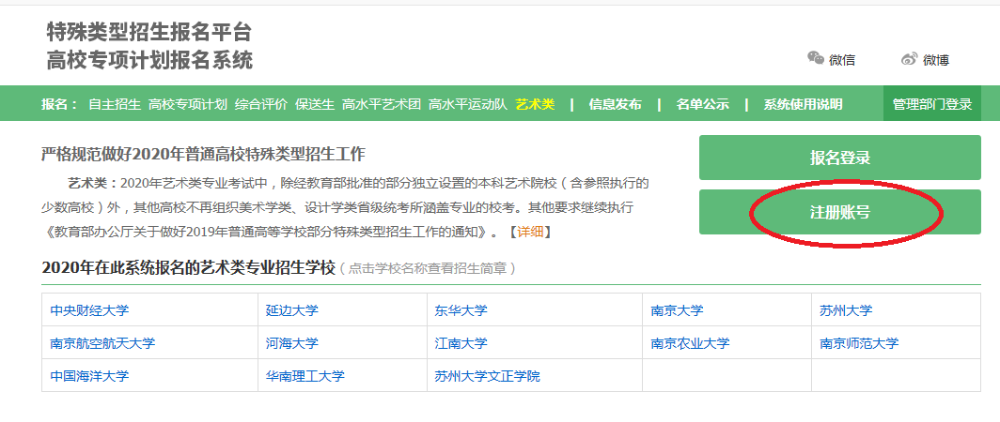 特殊类型招生报名平台
高校专项计划报名系统
微信 微博
报名： 自主招生 高校专项计划 综合评价 保送生 高水平艺术团 高水平运动队 艺术类 | 信息发布 | 名单公示 | 系统使用说明 管理部门登录
严格规范做好2020年普通高校特殊类型招生工作
报名登录
艺术类：2020年艺术类专业考试中，除经教育部批准的部分独立设置的本科艺术院校（含参照执行的
少数高校）外，其他高校不再组织美术学类、设计学类省级统考所涵盖专业的校考。其他要求继续执行
注册账号
《教育部办公厅关于做好2019年普通高等学校部分特殊类型招生工作的通知》。【详细】
2020年在此系统报名的艺术类专业招生学校（点击学校名称查看招生简章）
中央财经大学 延边大学 东华大学 南京大学 苏州大学
南京航空航天大学 河海大学 江南大学 南京农业大学 南京师范大学
中国海洋大学 华南理工大学 苏州大学文正学院